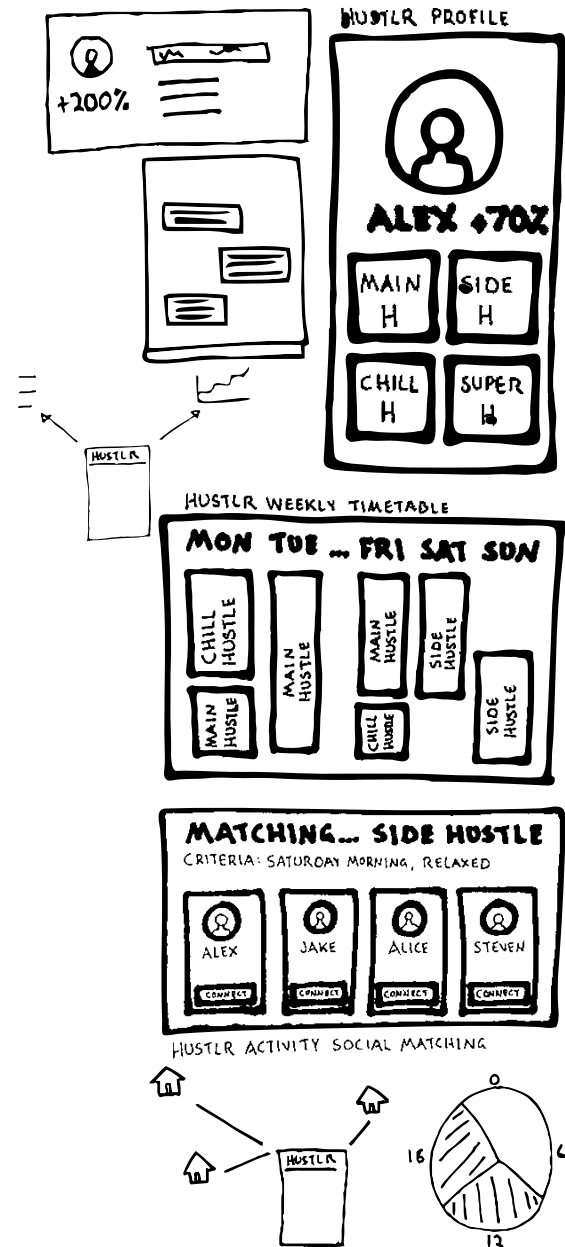 HUSTLR PROFILE
+200%
ALEX +70%
MAIN
H
SIDE
H
CHILL
H
SUPER
H
HUSTLR
HUSTLR WEEKLY TIMETABLE
MON TUE ... FRI SAT SUN
CHILL
HUSTLE
MAIN
HUSTLE
MAIN
HUSTLE
MAIN
HUSTLE
CHILL
HUSTLE
SIDE
HUSTLE
SIDE
HUSTLE
MATCHING... SIDE HUSTLE
CRITERIA: SATURDAY MORNING, RELAXED
ALEX
JAKE
ALICE
STEVEN
CONNECT
CONNECT
CONNECT
CONNECT
HUSTLR ACTIVITY SOCIAL MATCHING
HUSTLR
0
18
6
12